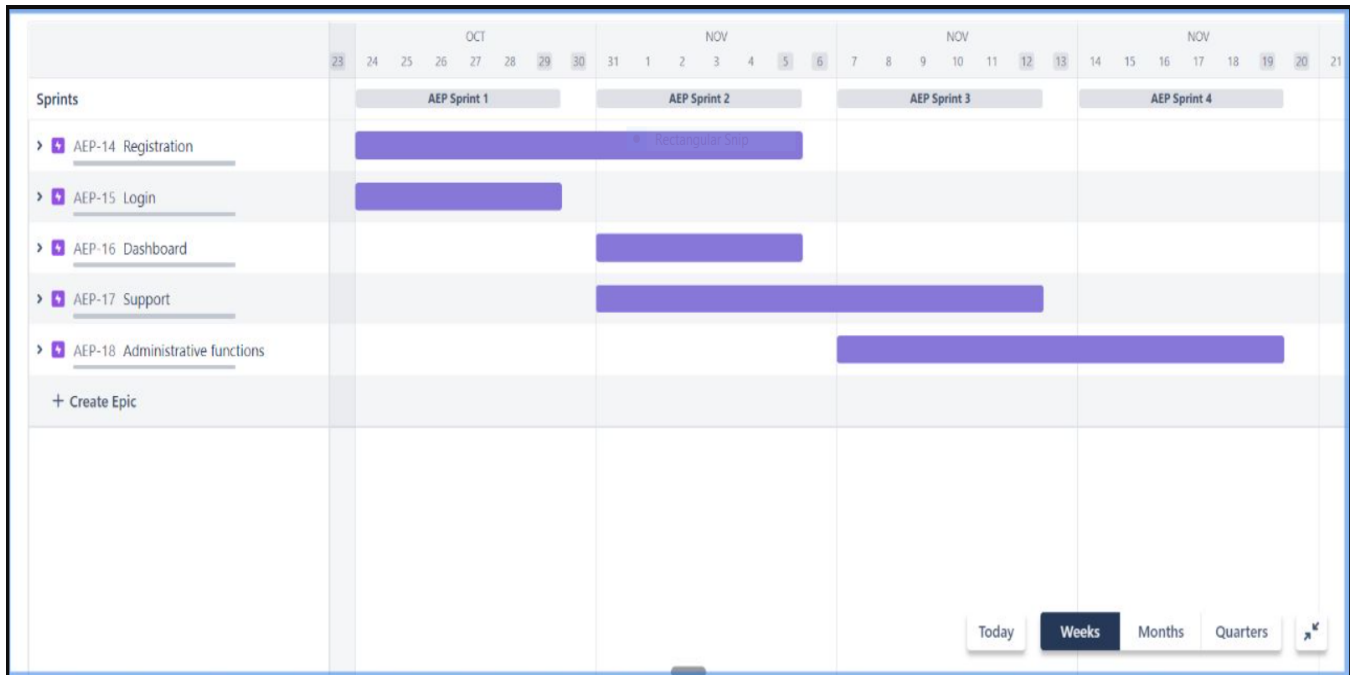 OCT NOV NOV NOV
23 24 25 26 27 28 29 30 31 1 2 3 4 5 6 7 8 9 10 11 12 13 14 15 16 17 18 19 20 21
Sprints AEP Sprint 1 AEP Sprint 2 AEP Sprint 3 AEP Sprint 4
AEP-14 Registration Rectangular Snip
AEP-15 Login
AEP-16 Dashboard
AEP-17 Support
AEP-18 Administrative functions
+ Create Epic
Today Weeks Months Quarters